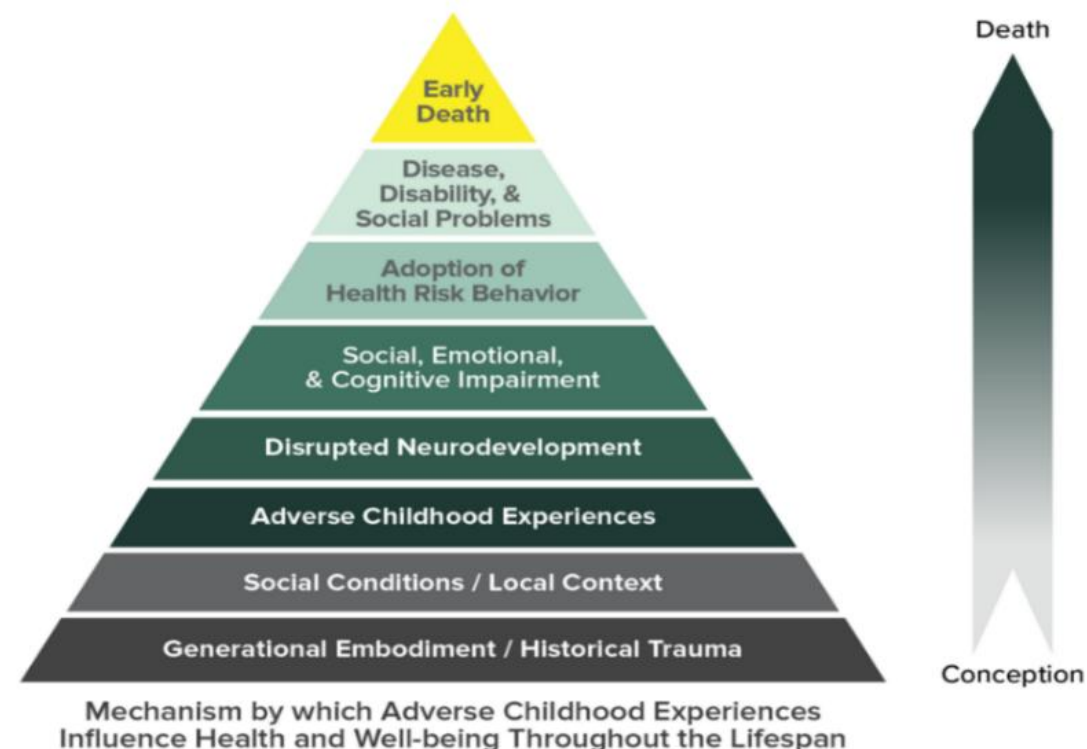 Death
Early
Death
Disease,
Disability, &
Social Problems
Adoption of
Health Risk Behavior
Social, Emotional,
& Cognitive Impairment
Disrupted Neurodevelopment
Adverse Childhood Experiences
Social Conditions / Local Context
Generational Embodiment / Historical Trauma
Conception
Mechanism by which Adverse Childhood Experiences
Influence Health and Well-being Throughout the Lifespan